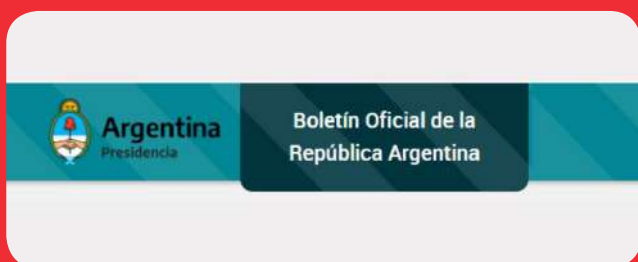 Argentina
Presidencia
Boletín Oficial de la
República Argentina